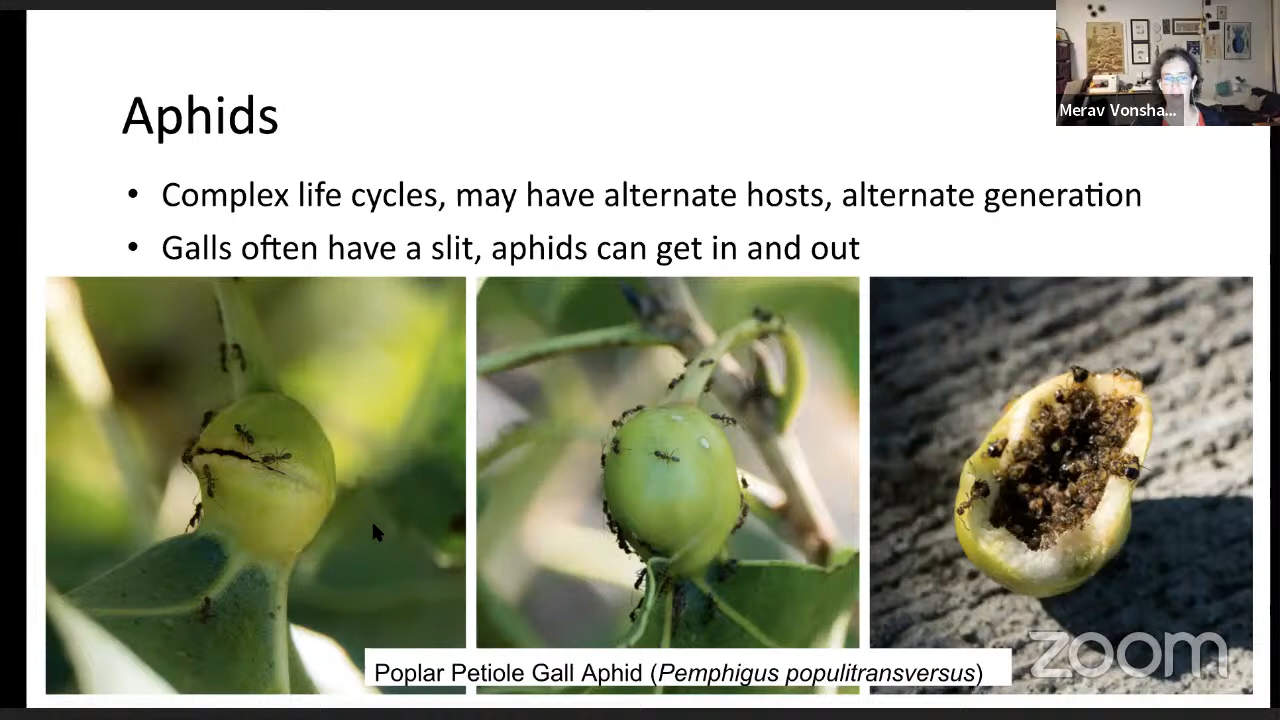 Merav Vonsha...
Aphids
• Complex life cycles, may have alternate hosts, alternate generation
• Galls often have a slit, aphids can get in and out
Poplar Petiole Gall Aphid (Pemphigus populitransversus)
zoom